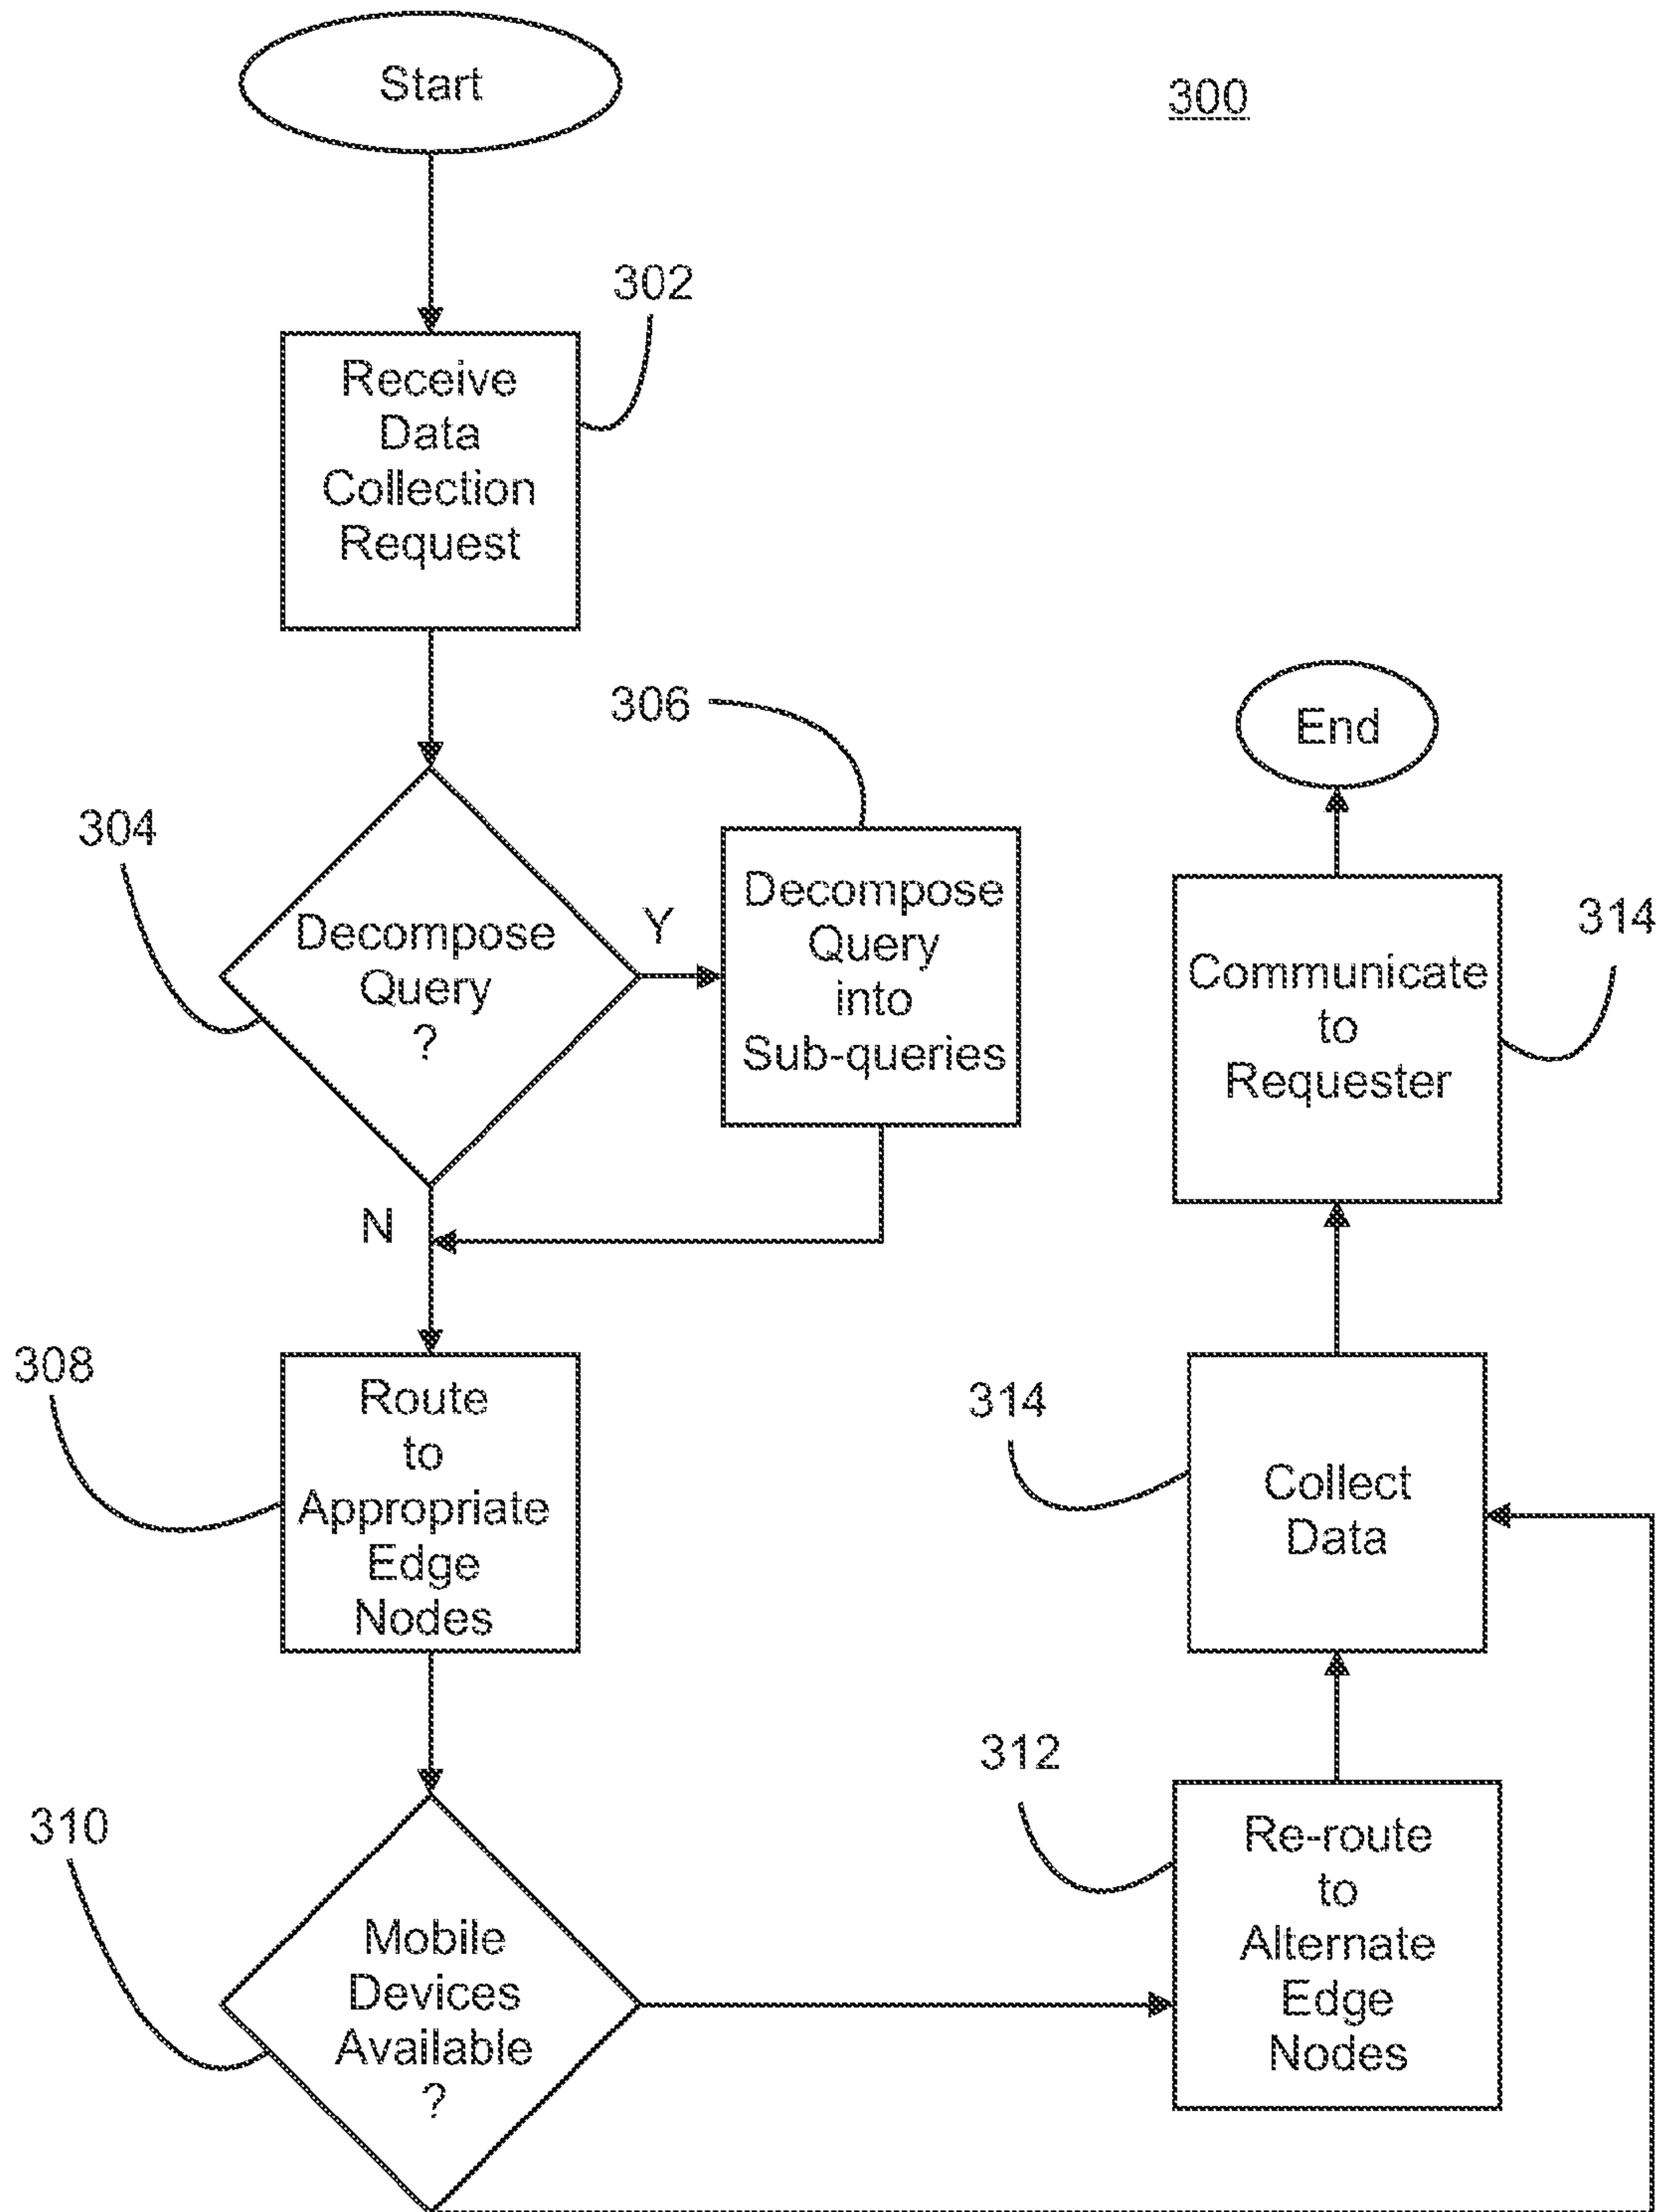 Start
300
302
Receive
Data
Collection
Request
306
304
Decompose
Query
?
Y
Decompose
Query
into
Sub-queries
N
308
Route
to
Appropriate
Edge
Nodes
310
Mobile
Devices
Available
?
312
Re-route
to
Alternate
Edge
Nodes
314
Collect
Data
314
Communicate
to
Requester
End